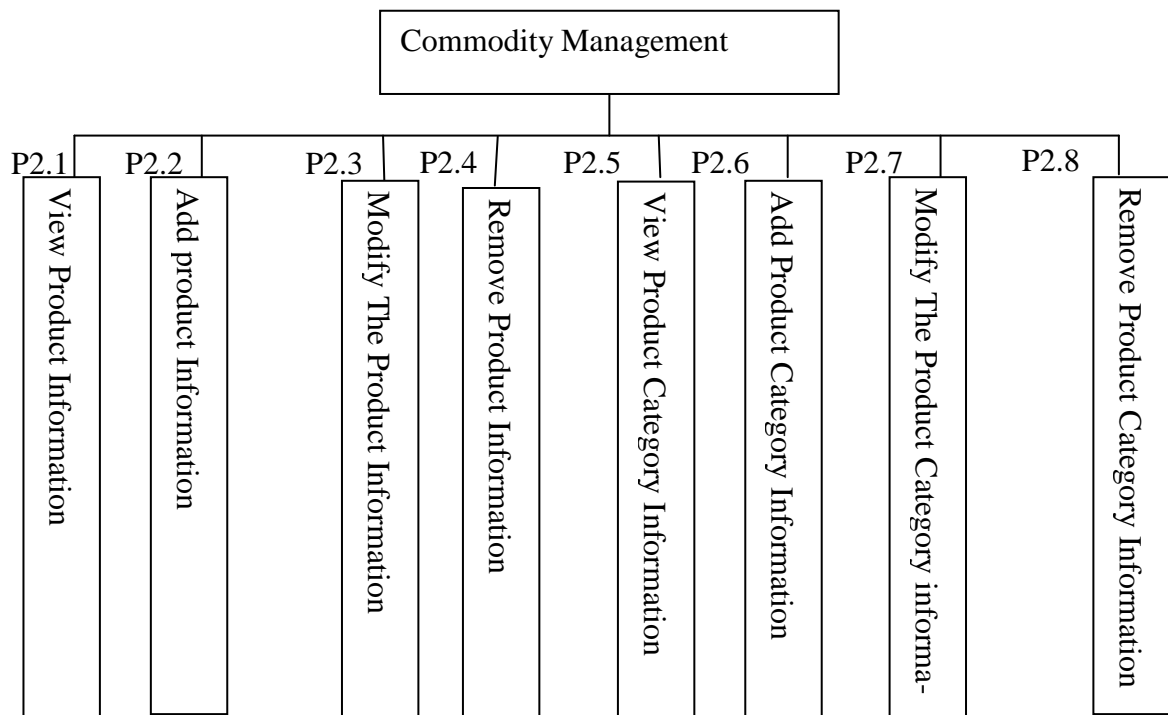 Commodity Management
P2.1
P2.2
P2.3
P2.4
P2.5
P2.6
P2.7
P2.8
View Product Information
Add product Information
Modify The Product Information
Remove Product Information
View Product Category Information
Add Product Category Information
Modify The Product Category informa-
Remove Product Category Information